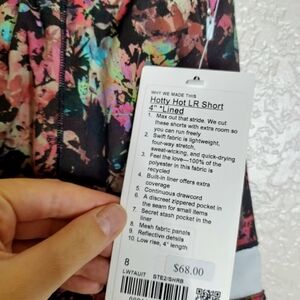 WHY WE MADE THIS
Hotty Hot LR Short
4" *Lined
1. Max out that stride. We cut
these shorts with extra room so
you can run freely
2. Swift fabric is lightweight,
four-way stretch,
sweat-wicking, and quick-drying
3. Feel the love—100% of the
polyester in this fabric is
recycled
4. Built-in liner offers extra
coverage
5. Continuous drawcord
6. A discreet zippered pocket in
the seam for small items
7. Secret stash pocket in the
liner
8. Mesh fabric panels
9. Reflective details
10. Low rise, 4" length
8
LW7AUIT STE2/SHRB
$68.00